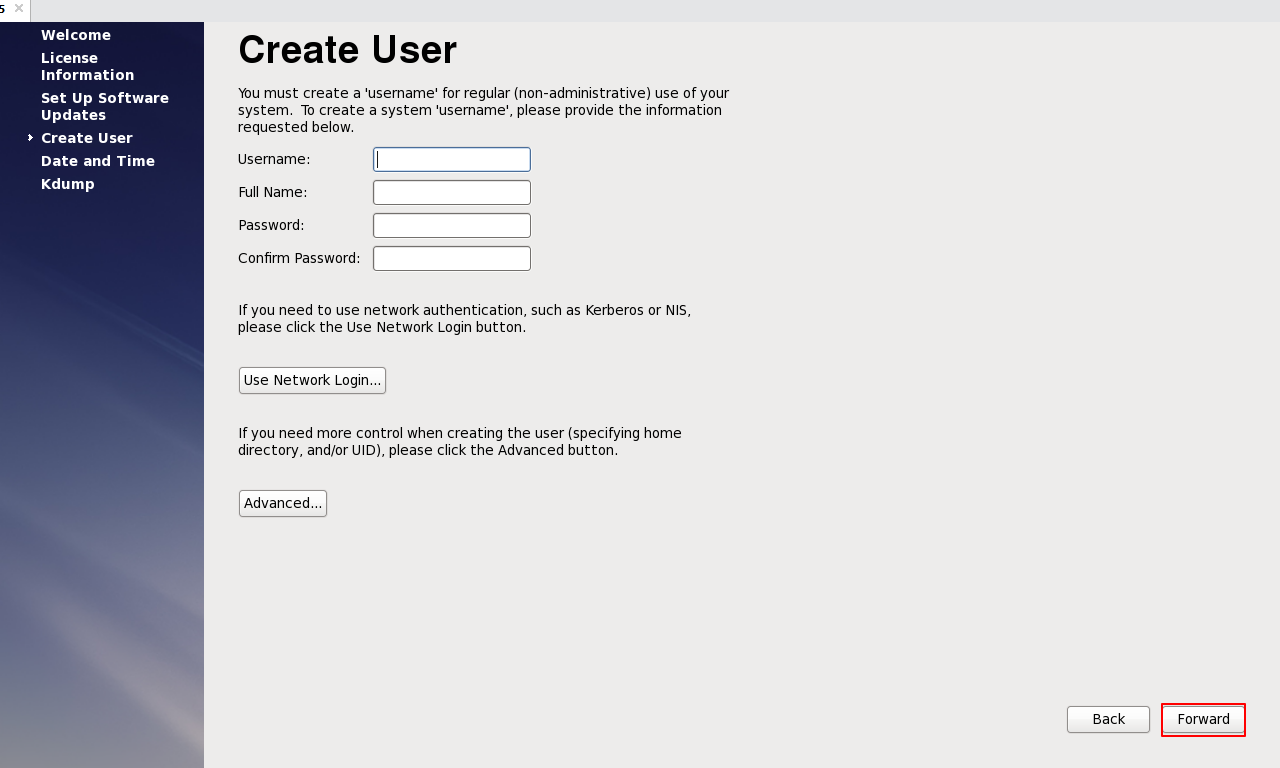 5 ×
Welcome
License
Information
Set Up Software
Updates
Create User
Date and Time
Kdump
Create User
You must create a 'username' for regular (non-administrative) use of your
system.  To create a system 'username', please provide the information
requested below.
Username:
Full Name:
Password:
Confirm Password:
If you need to use network authentication, such as Kerberos or NIS,
please click the Use Network Login button.
Use Network Login...
If you need more control when creating the user (specifying home
directory, and/or UID), please click the Advanced button.
Advanced...
Back
Forward